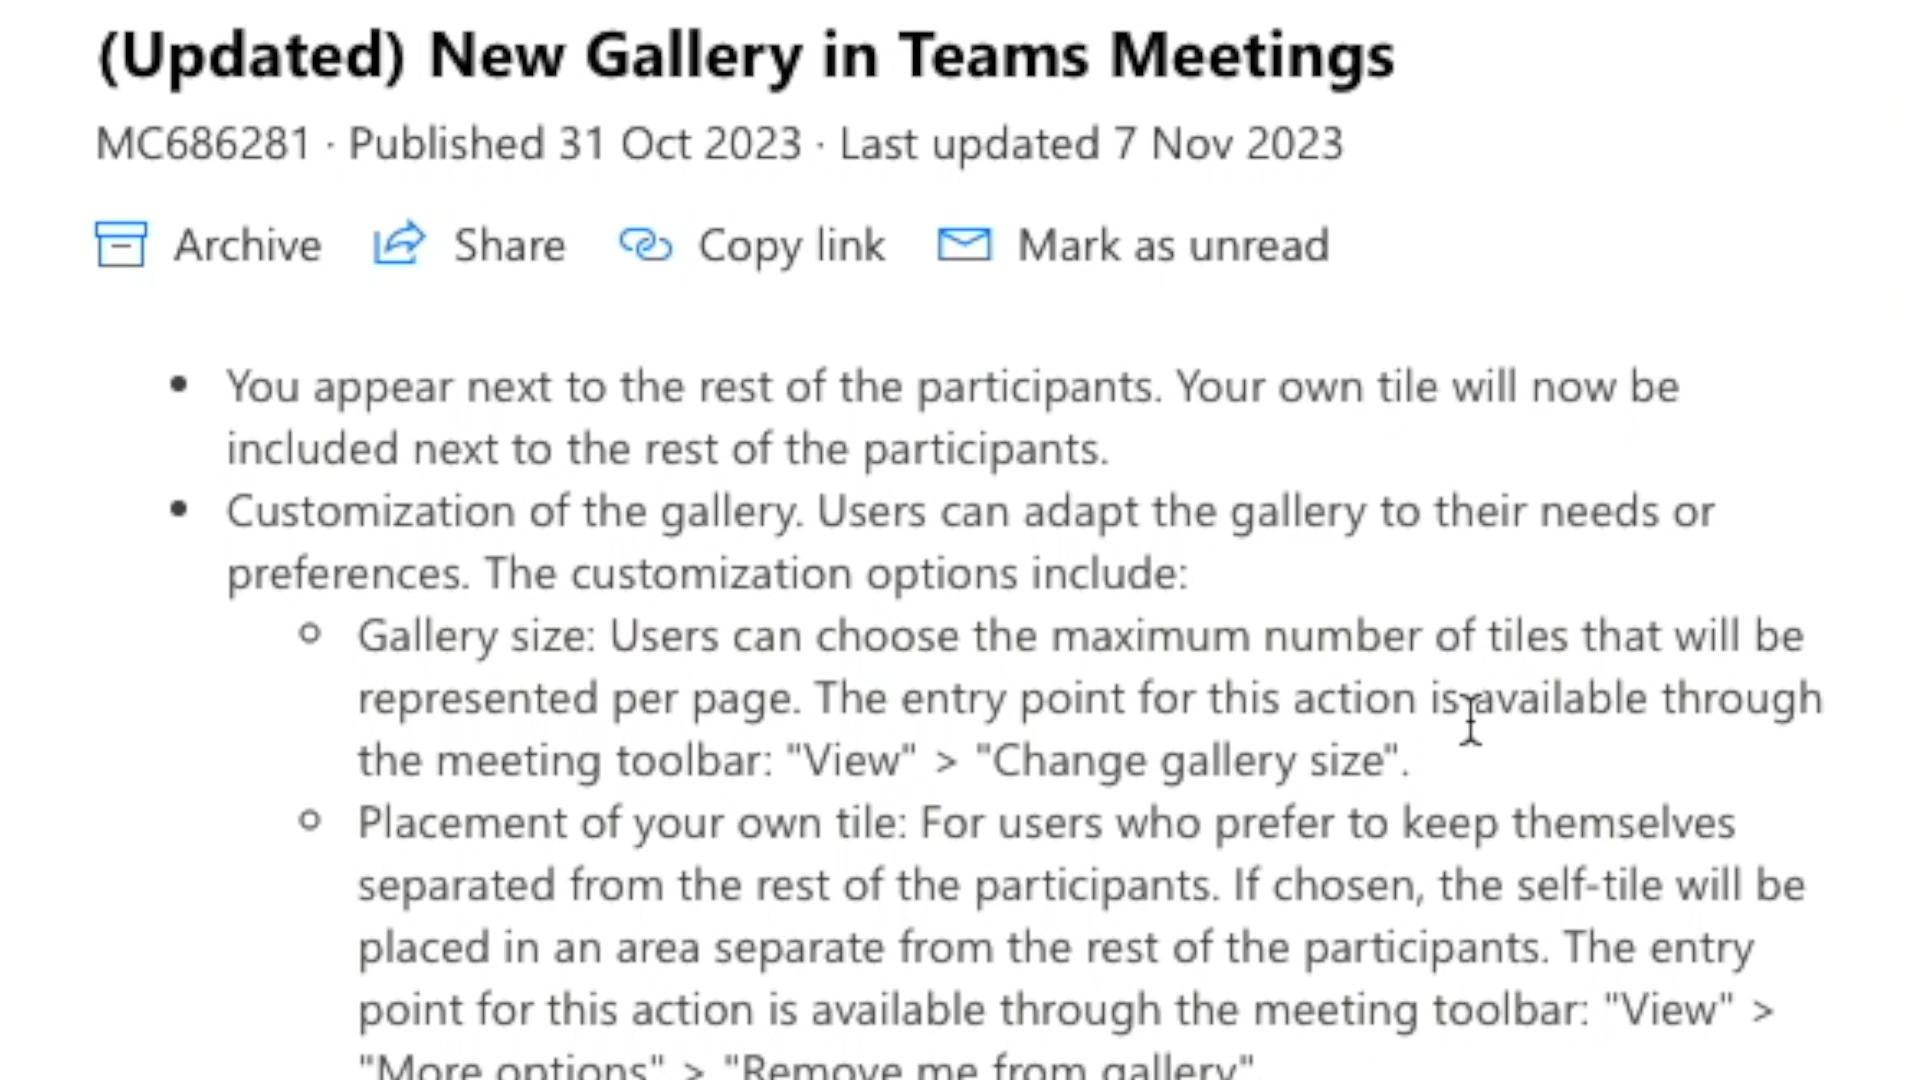 (Updated) New Gallery in Teams Meetings
MC686281 · Published 31 Oct 2023 · Last updated 7 Nov 2023
Archive Share Copy link Mark as unread
• You appear next to the rest of the participants. Your own tile will now be
included next to the rest of the participants.
• Customization of the gallery. Users can adapt the gallery to their needs or
preferences. The customization options include:
○ Gallery size: Users can choose the maximum number of tiles that will be
represented per page. The entry point for this action is available through
the meeting toolbar: "View" > "Change gallery size".
○ Placement of your own tile: For users who prefer to keep themselves
separated from the rest of the participants. If chosen, the self-tile will be
placed in an area separate from the rest of the participants. The entry
point for this action is available through the meeting toolbar: "View" >
"More options" > "Remove me from gallery".